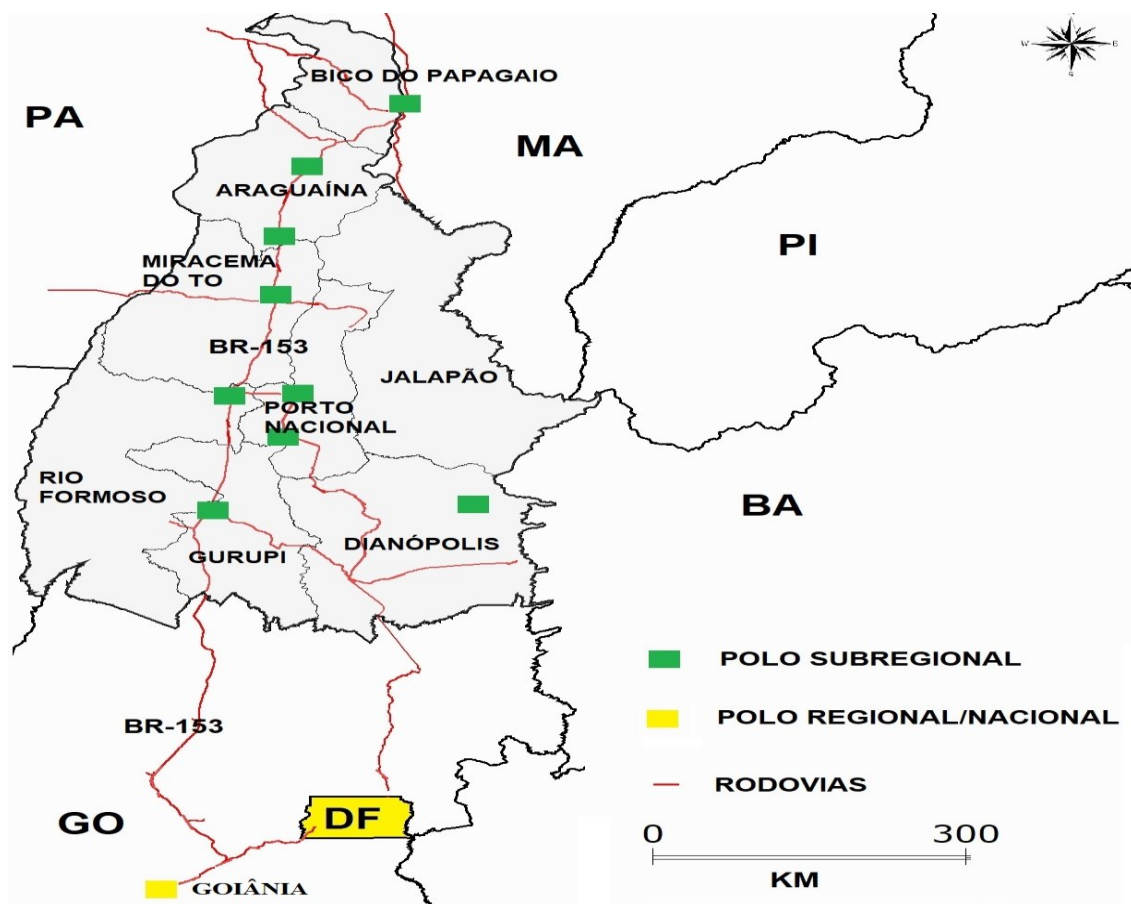 BICO DO PAPAGAIO
W
E
S
PA
MA
ARAGUAÍNA
PI
MIRACEMA
DO TO
BR-153
JALAPÃO
PORTO
NACIONAL
RIO
FORMOSO
BA
DIANÓPOLIS
GURUPI
POLO SUBREGIONAL
POLO REGIONAL/NACIONAL
BR-153
RODOVIAS
GO
DF
0
300
KM
GOIÂNIA